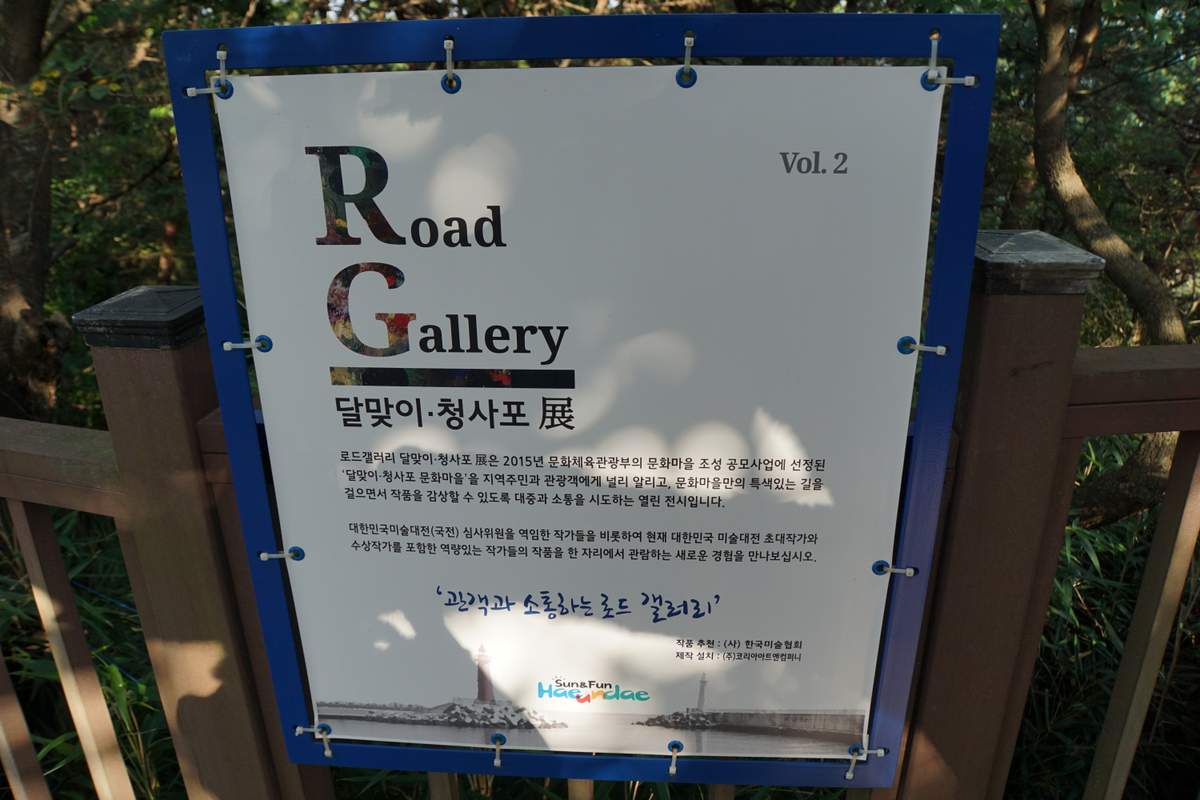 Vol. 2
Road
Gallery
달맞이·청사포 展
로드갤러리 달맞이·청사포 展은 2015년 문화체육관광부의 문화마을 조성 공모사업에 선정된
'달맞이·청사포 문화마을'을 지역주민과 관광객에게 널리 알리고, 문화마을만의 특색있는 길을
걸으면서 작품을 감상할 수 있도록 대중과 소통을 시도하는 열린 전시입니다.
대한민국미술대전(국전) 심사위원을 역임한 작가들을 비롯하여 현재 대한민국 미술대전 초대작가와
수상작가를 포함한 역량있는 작가들의 작품을 한 자리에서 관람하는 새로운 경험을 만나보십시오.
'관객과 소통하는 로드 갤러리'
작품 추천 : (사) 한국미술협회
제작 설치 : (주)코리아아트앤컴퍼니
Sun&Fun
Haeundae